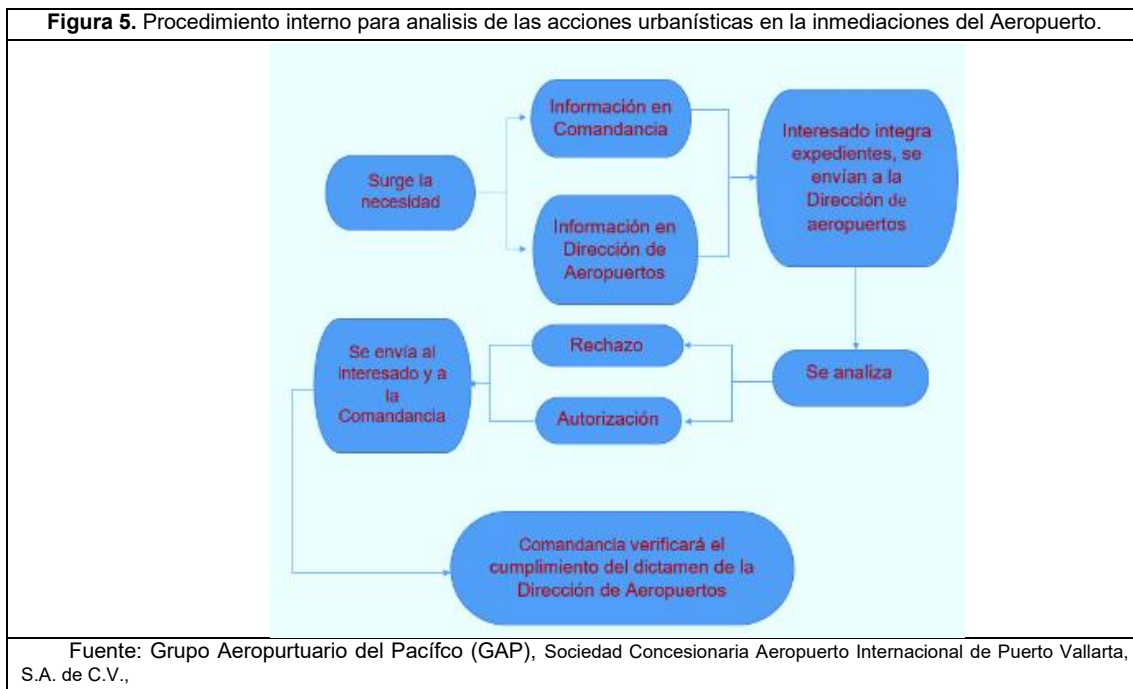 Figura 5. Procedimiento interno para analisis de las acciones urbanísticas en la inmediaciones del Aeropuerto.
Surge la
necesidad
Información en
Comandancia
Información en
Dirección de
Aeropuertos
Interesado integra
expedientes, se
envían a la
Dirección de
aeropuertos
Se analiza
Rechazo
Autorización
Se envía al
interesado y a
la
Comandancia
Comandancia verificará el
cumplimiento del dictamen de la
Dirección de Aeropuertos
Fuente: Grupo Aeropurtuario del Pacífco (GAP), Sociedad Concesionaria Aeropuerto Internacional de Puerto Vallarta,
S.A. de C.V.,